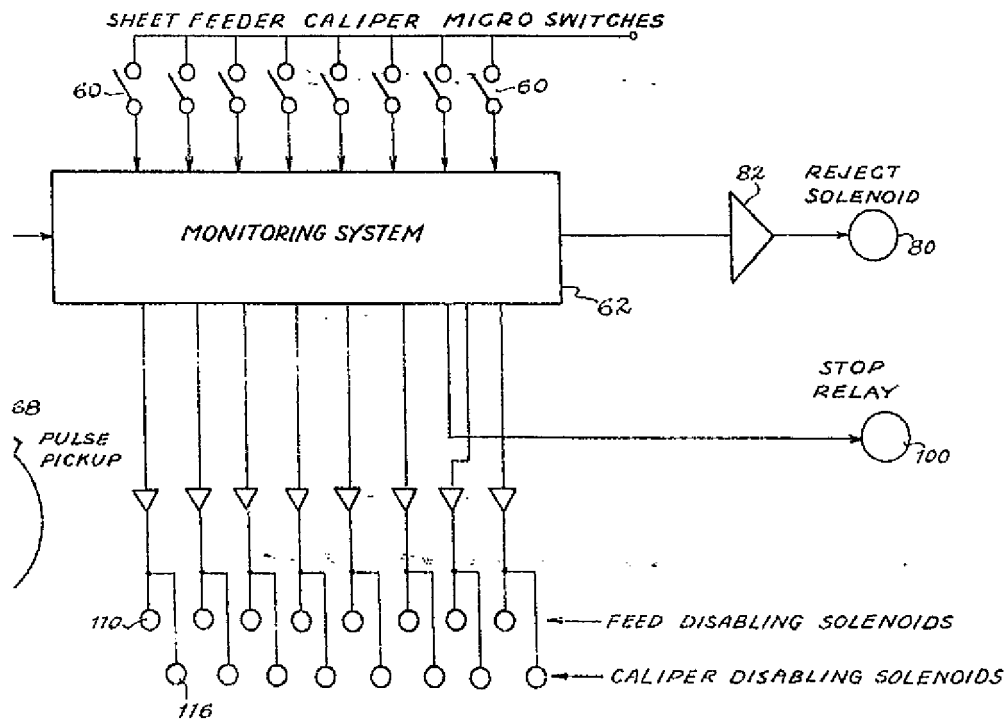 SHEET FEEDER CALIPER MICRO SWITCHES
60
60
82
REJECT
SOLENOID
MONITORING SYSTEM
80
62
STOP
RELAY
68
PULSE
PICKUP
100
110
FEED DISABLING SOLENOIDS
CALIPER DISABLING SOLENOIDS
116